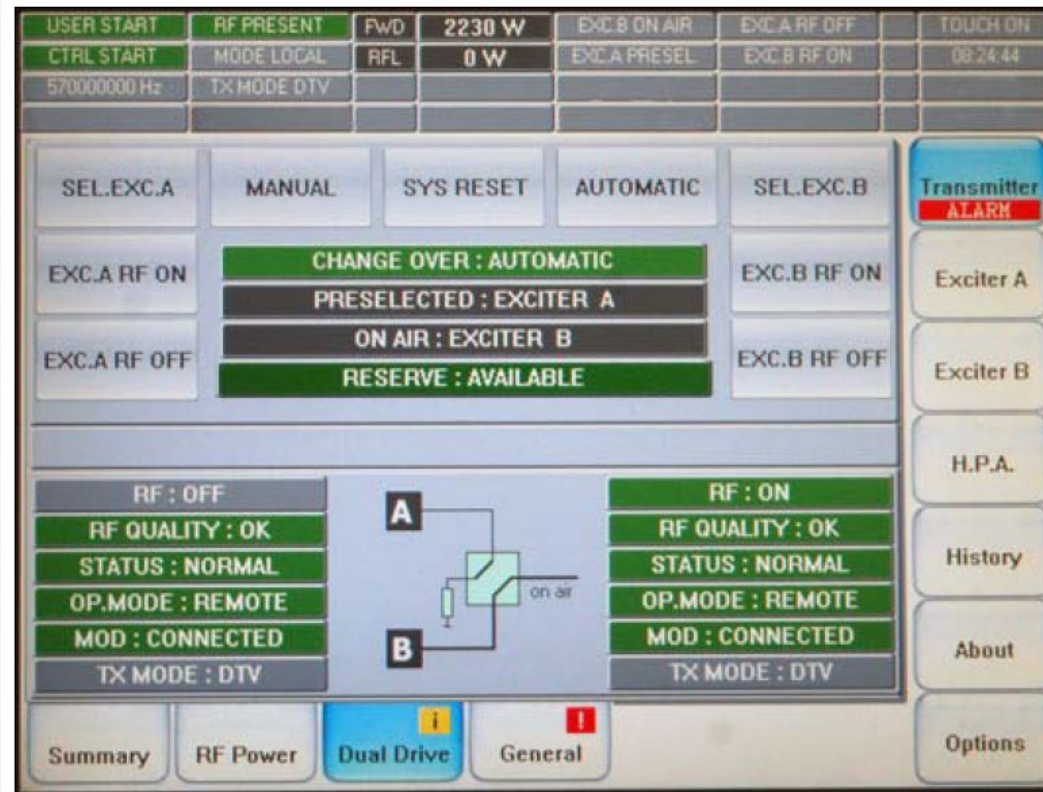 USER START RF PRESENT FWD 2230 W EXC.B ON AIR EXC.A RF OFF TOUCH ON
CTRL START MODE LOCAL RFL 0 W EXC.A PRESEL EXC.B RF ON 08:24:44
570000000 Hz TX MODE DTV
SEL.EXC.A MANUAL SYS RESET AUTOMATIC SEL.EXC.B
Transmitter
ALARM
EXC.A RF ON
CHANGE OVER : AUTOMATIC
EXC.B RF ON
Exciter A
PRESELECTED : EXCITER A
ON AIR : EXCITER B
EXC.A RF OFF
EXC.B RF OFF
RESERVE : AVAILABLE
Exciter B
H.P.A.
RF : OFF
A
RF : ON
RF QUALITY : OK
RF QUALITY : OK
STATUS : NORMAL
STATUS : NORMAL
History
OP.MODE : REMOTE
on air
OP.MODE : REMOTE
MOD : CONNECTED
B
MOD : CONNECTED
About
TX MODE : DTV
TX MODE : DTV
i
!
Summary RF Power Dual Drive General Options